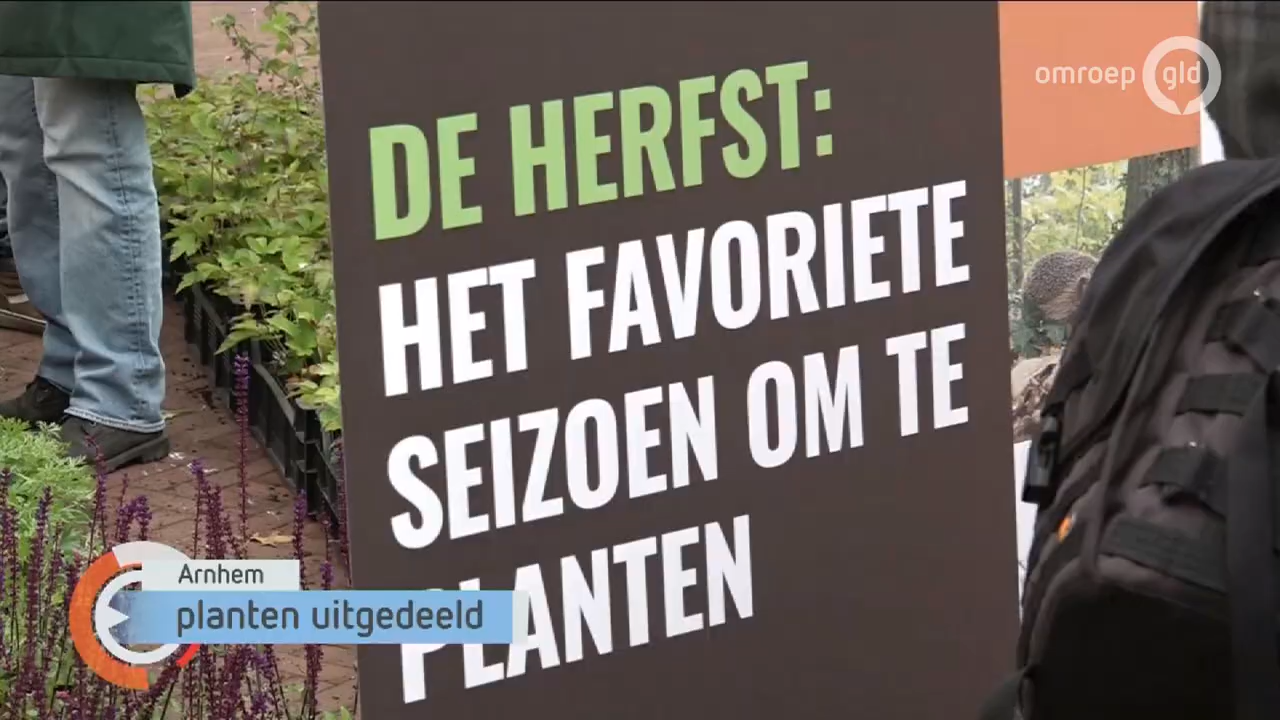 omroep gld
DE HERFST:
HET FAVORIETE
SEIZOEN OM TE
PLANTEN
Arnhem
planten uitgedeeld